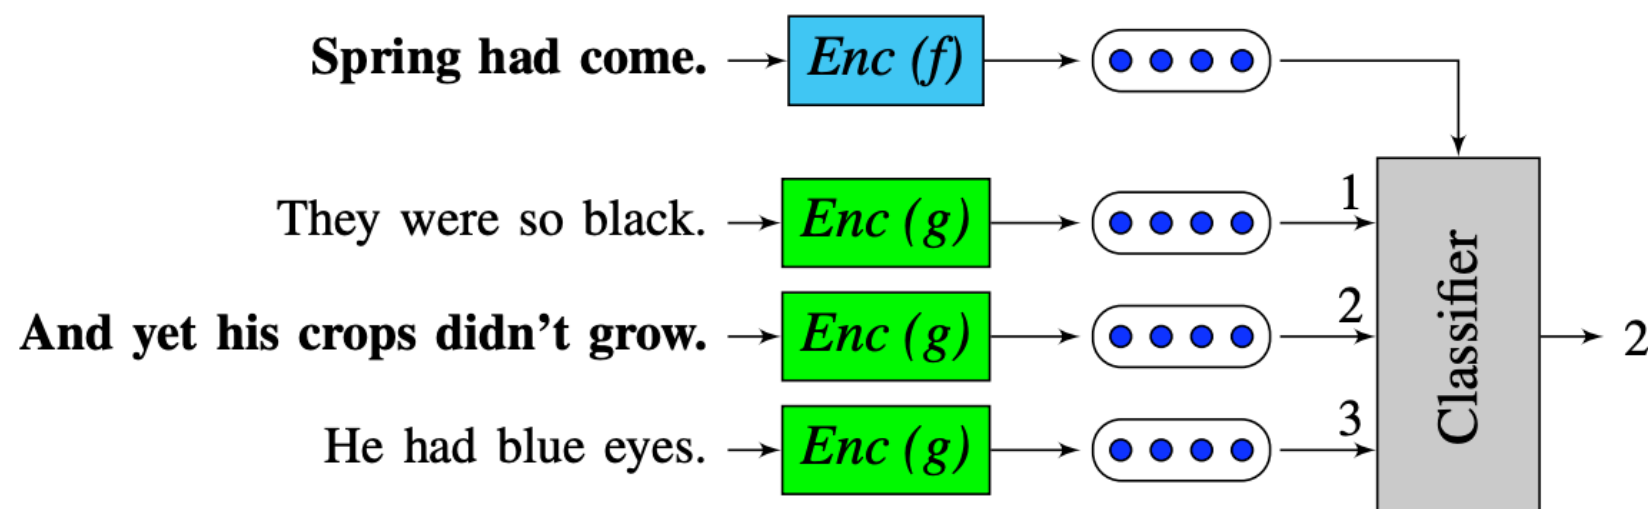 Spring had come. Enc (f)
They were so black. Enc (g) 1
And yet his crops didn’t grow. Enc (g) 2
He had blue eyes. Enc (g) 3
Classifier
2